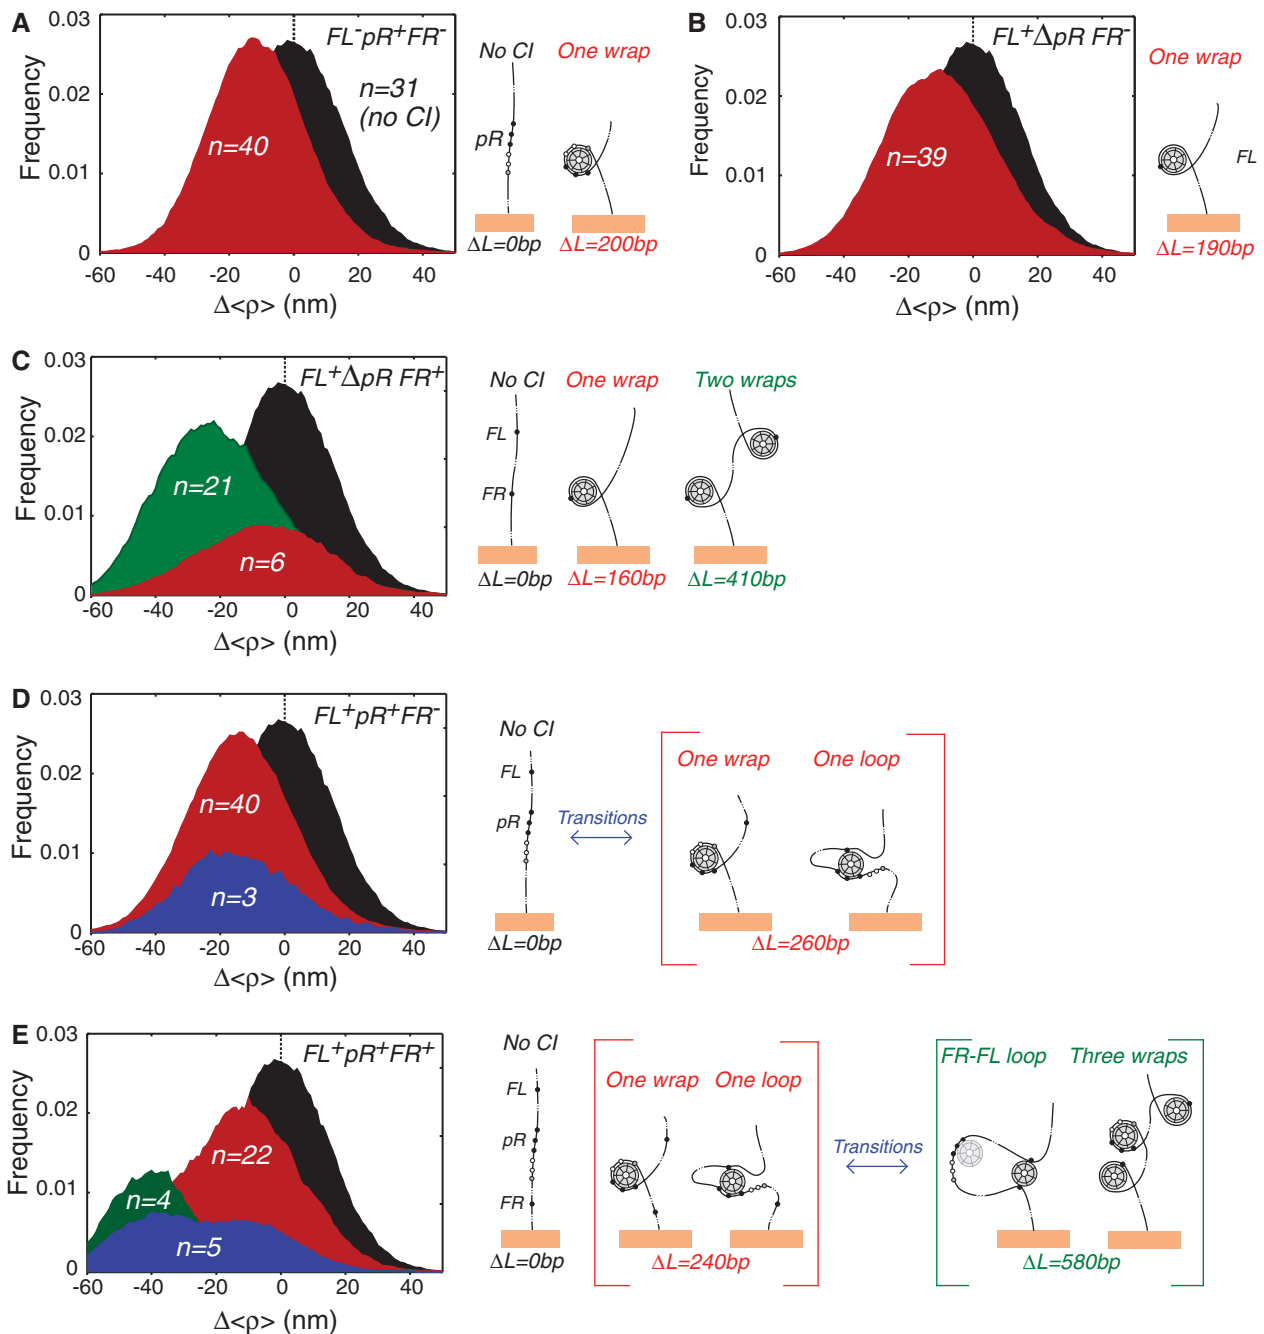 A
0.03
0.02
0.01
0
Frequency
-60 -40 -20 0 20 40
Δ<ρ> (nm)
FL⁻pR⁺FR⁻
n=31
(no CI)
n=40
No CI
One wrap
pR
ΔL=0bp
ΔL=200bp
B
0.03
0.02
0.01
0
Frequency
-60 -40 -20 0 20 40
Δ<ρ> (nm)
FL⁺ΔpR FR⁻
n=39
One wrap
FL
ΔL=190bp
C
0.03
0.02
0.01
0
Frequency
-60 -40 -20 0 20 40
Δ<ρ> (nm)
FL⁺ΔpR FR⁺
n=21
n=6
No CI
One wrap
Two wraps
FL
FR
ΔL=0bp
ΔL=160bp
ΔL=410bp
D
0.03
0.02
0.01
0
Frequency
-60 -40 -20 0 20 40
Δ<ρ> (nm)
FL⁺pR⁺FR⁻
n=40
n=3
No CI
FL
pR
ΔL=0bp
Transitions
One wrap
One loop
ΔL=260bp
E
0.03
0.02
0.01
0
Frequency
-60 -40 -20 0 20 40
Δ<ρ> (nm)
FL⁺pR⁺FR⁺
n=22
n=4
n=5
No CI
FL
pR
FR
ΔL=0bp
One wrap
One loop
ΔL=240bp
Transitions
FR-FL loop
Three wraps
ΔL=580bp